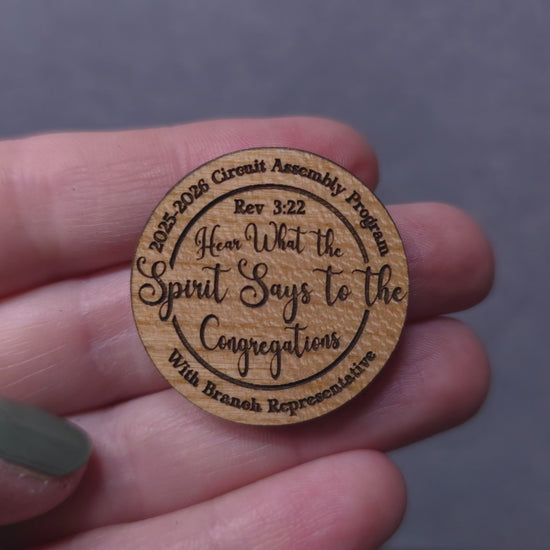 2025-2026 Circuit Assembly Program
Rev 3:22
Hear What the
Spirit Says to the
Congregations
With Branch Representative